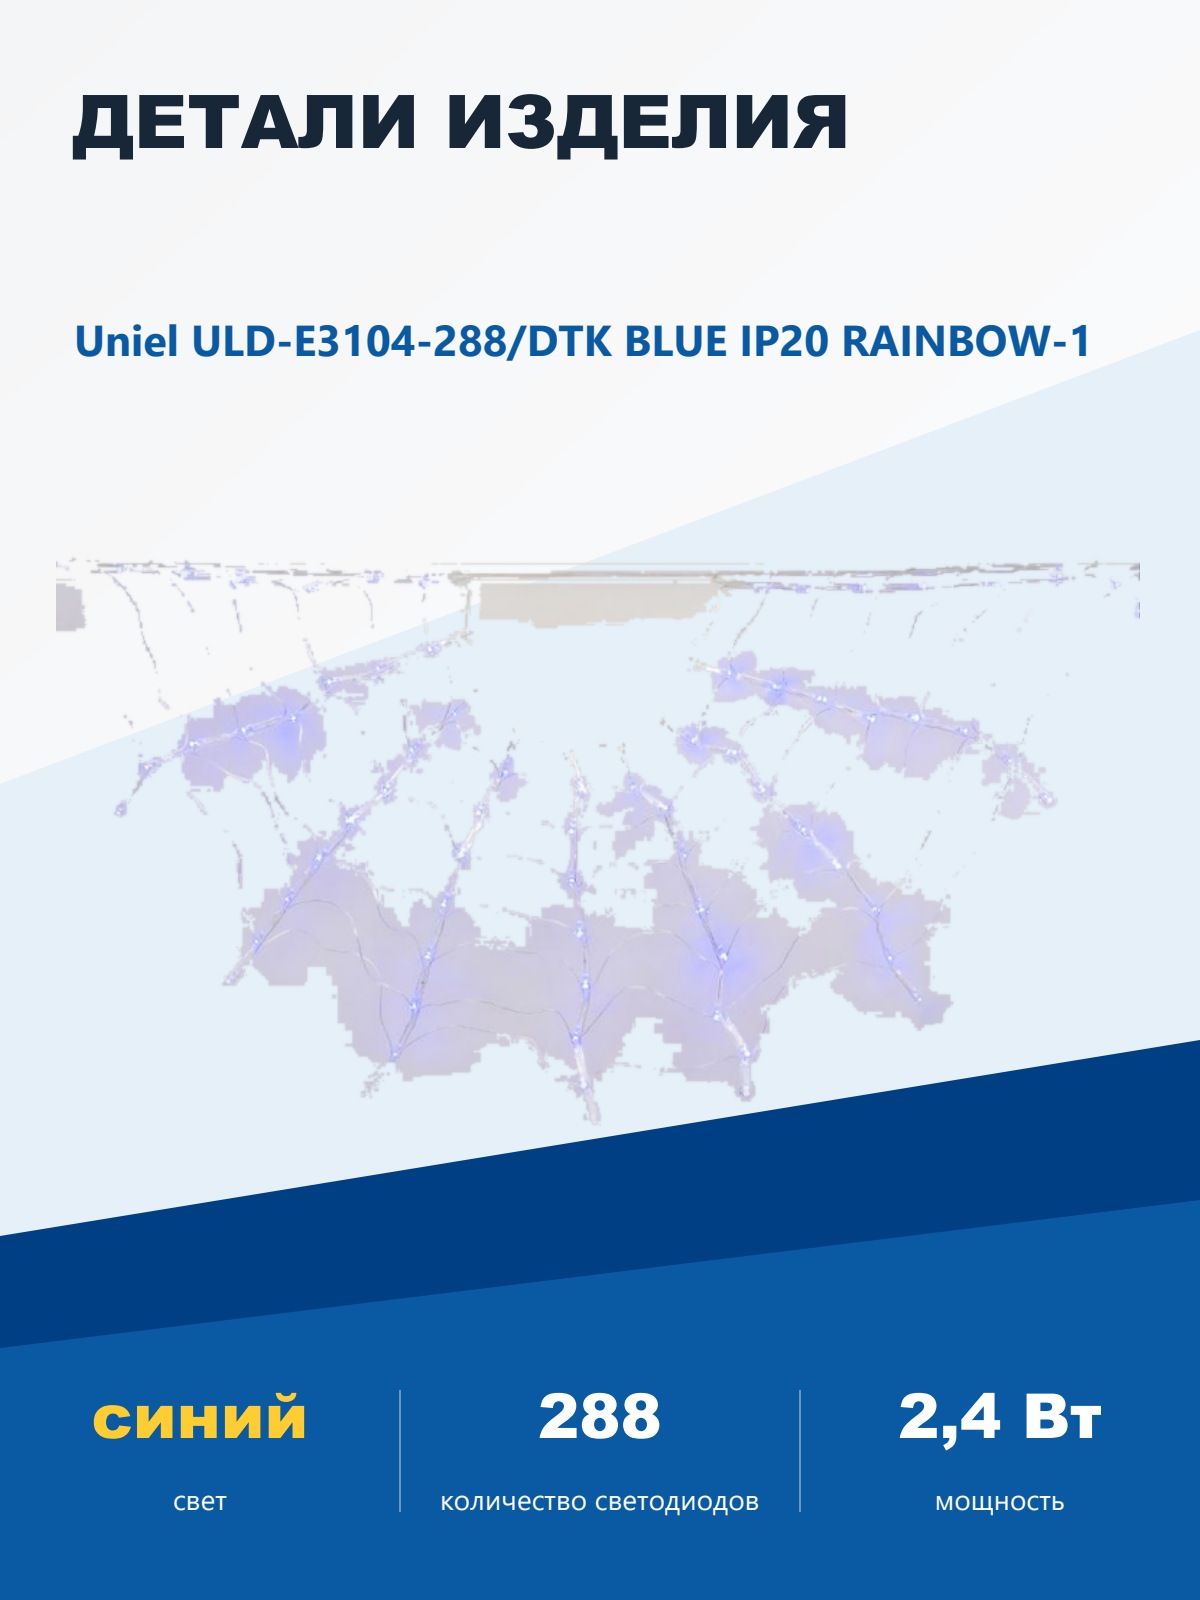 ДЕТАЛИ ИЗДЕЛИЯ
Uniel ULD-E3104-288/DTK BLUE IP20 RAINBOW-1
синий
свет
288
количество светодиодов
2,4 Вт
мощность